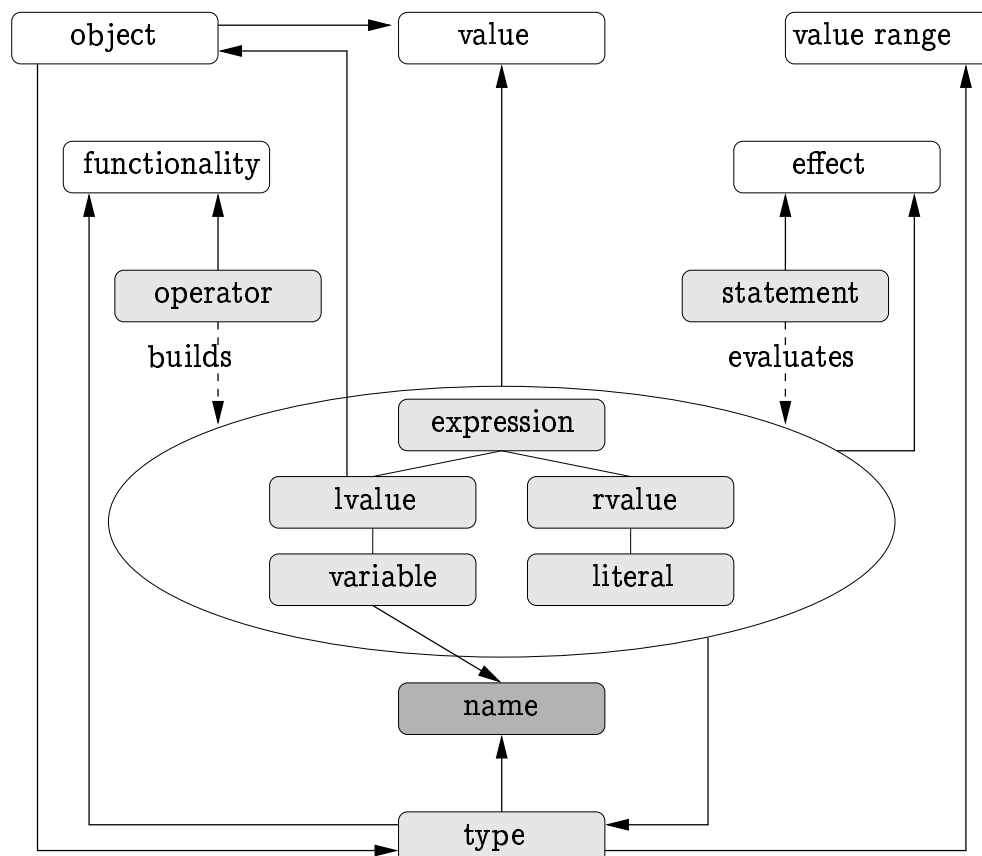 object
value
value range
functionality
effect
operator
statement
builds
evaluates
expression
lvalue
rvalue
variable
literal
name
type